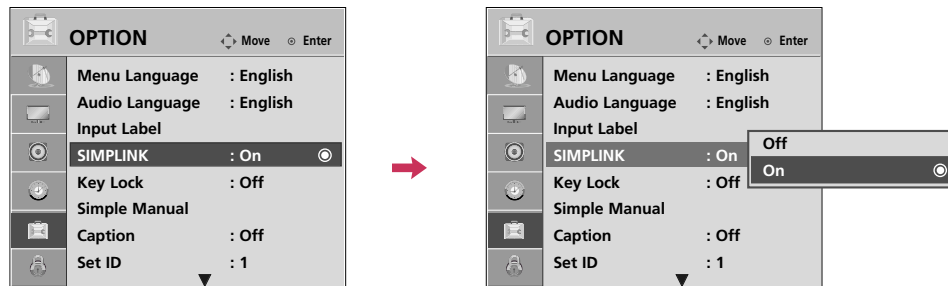 OPTION Move Enter
Menu Language : English
Audio Language : English
Input Label
SIMPLINK : On
Key Lock : Off
Simple Manual
Caption : Off
Set ID : 1
OPTION Move Enter
Menu Language : English
Audio Language : English
Input Label
SIMPLINK : On
Key Lock : Off
Simple Manual
Caption : Off
Set ID : 1
Off
On